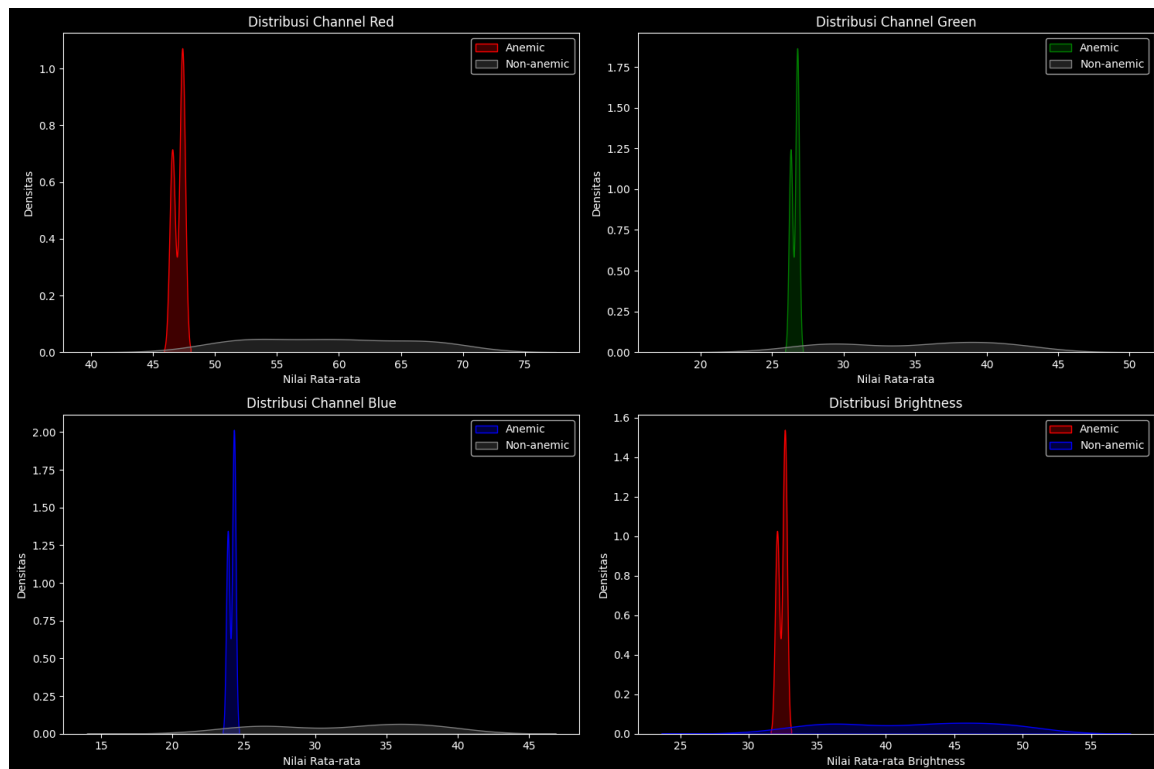 Distribusi Channel Red
Anemic
Non-anemic
Densitas
1.0
0.8
0.6
0.4
0.2
0.0
40 45 50 55 60 65 70 75
Nilai Rata-rata
Distribusi Channel Green
Anemic
Non-anemic
Densitas
1.75
1.50
1.25
1.00
0.75
0.50
0.25
0.00
20 25 30 35 40 45 50
Nilai Rata-rata
Distribusi Channel Blue
Anemic
Non-anemic
Densitas
2.00
1.75
1.50
1.25
1.00
0.75
0.50
0.25
0.00
15 20 25 30 35 40 45
Nilai Rata-rata
Distribusi Brightness
Anemic
Non-anemic
Densitas
1.6
1.4
1.2
1.0
0.8
0.6
0.4
0.2
0.0
25 30 35 40 45 50 55
Nilai Rata-rata Brightness